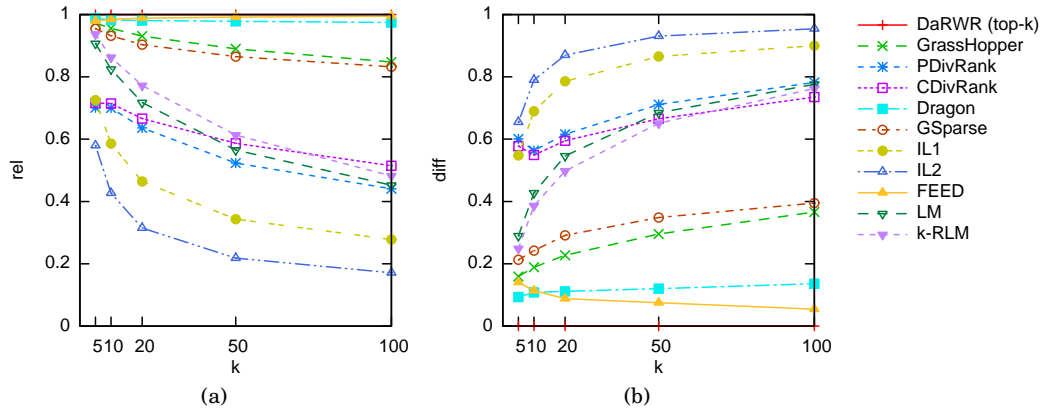 1
0.8
0.6
0.4
0.2
0
rel
5 10 20 50 100
k
(a)
1
0.8
0.6
0.4
0.2
0
diff
5 10 20 50 100
k
(b)
DaRWR (top-k)
GrassHopper
PDivRank
CDivRank
Dragon
GSparse
IL1
IL2
FEED
LM
k-RLM